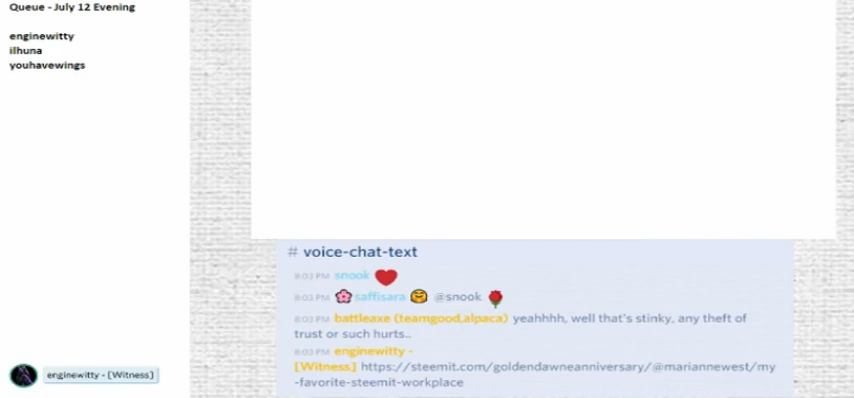 Queue - July 12 Evening
enginewitty
ilhuna
youhavewings
# voice-chat-text
8:03 PM snook
8:03 PM saffisara @snook
8:03 PM battleaxe (teamgood,alpaca) yeahhhh, well that's stinky, any theft of
trust or such hurts..
8:03 PM enginewitty -
[Witness] https://steemit.com/goldendawneanniversary/@mariannewest/my
-favorite-steemit-workplace
enginewitty - [Witness]